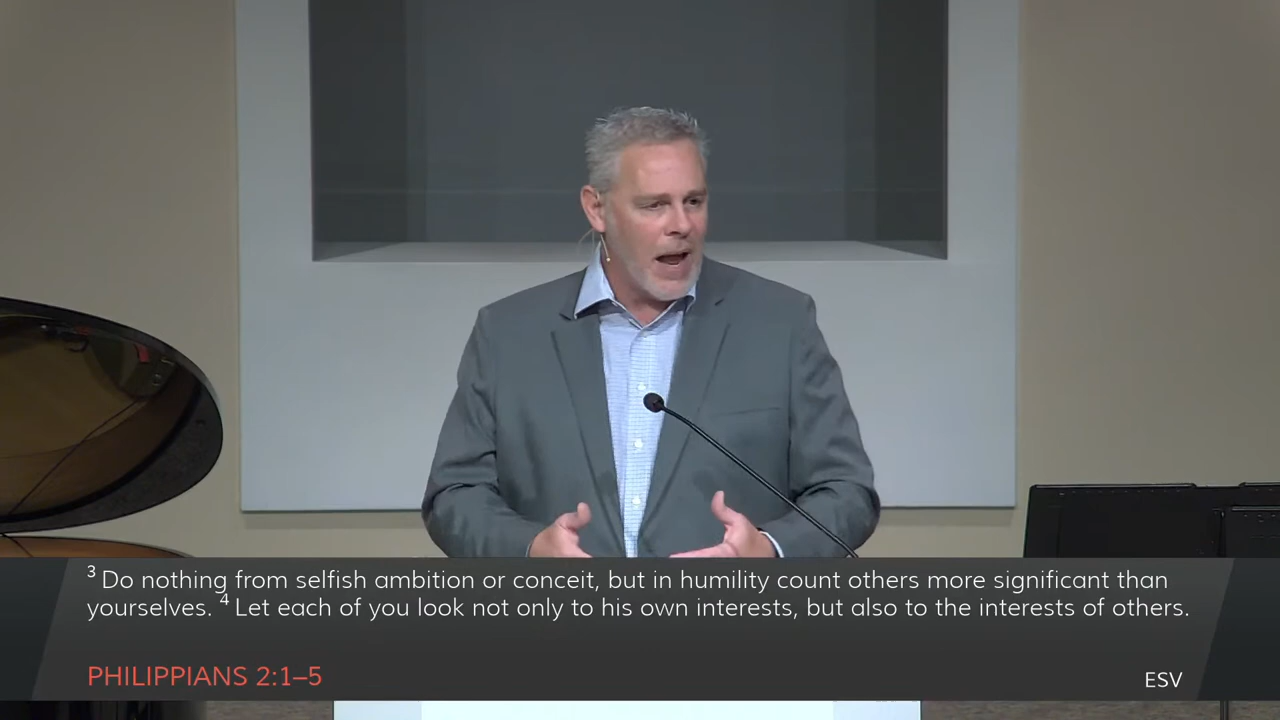 ³ Do nothing from selfish ambition or conceit, but in humility count others more significant than
yourselves. ⁴ Let each of you look not only to his own interests, but also to the interests of others.
PHILIPPIANS 2:1–5
ESV